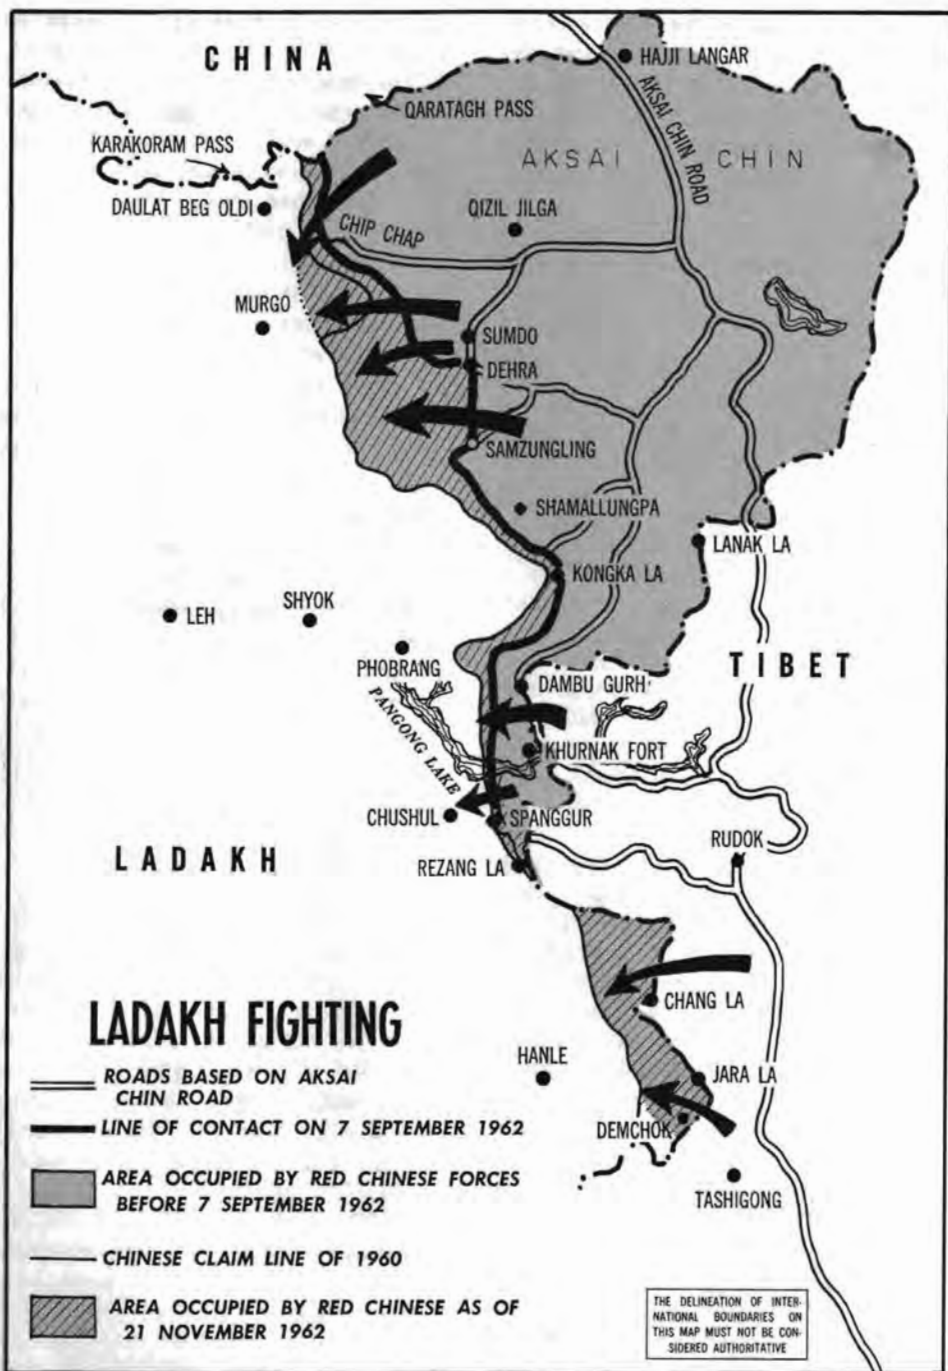 CHINA
HAJJI LANGAR
QARATAGH PASS
AKSAI CHIN ROAD
KARAKORAM PASS
AKSAI CHIN
DAULAT BEG OLDI
QIZIL JILGA
CHIP CHAP
MURGO
SUMDO
DEHRA
SAMZUNGLING
SHAMALLUNGPA
LANAK LA
KONGKA LA
LEH
SHYOK
PHOBRANG
TIBET
DAMBU GURH
PANGONG LAKE
KHURNAK FORT
CHUSHUL
SPANGGUR
RUDOK
LADAKH
REZANG LA
CHANG LA
HANLE
JARA LA
DEMCHOK
TASHIGONG
LADAKH FIGHTING
ROADS BASED ON AKSAI
CHIN ROAD
LINE OF CONTACT ON 7 SEPTEMBER 1962
AREA OCCUPIED BY RED CHINESE FORCES
BEFORE 7 SEPTEMBER 1962
CHINESE CLAIM LINE OF 1960
AREA OCCUPIED BY RED CHINESE AS OF
21 NOVEMBER 1962
THE DELINEATION OF INTER-
NATIONAL BOUNDARIES ON
THIS MAP MUST NOT BE CON-
SIDERED AUTHORITATIVE